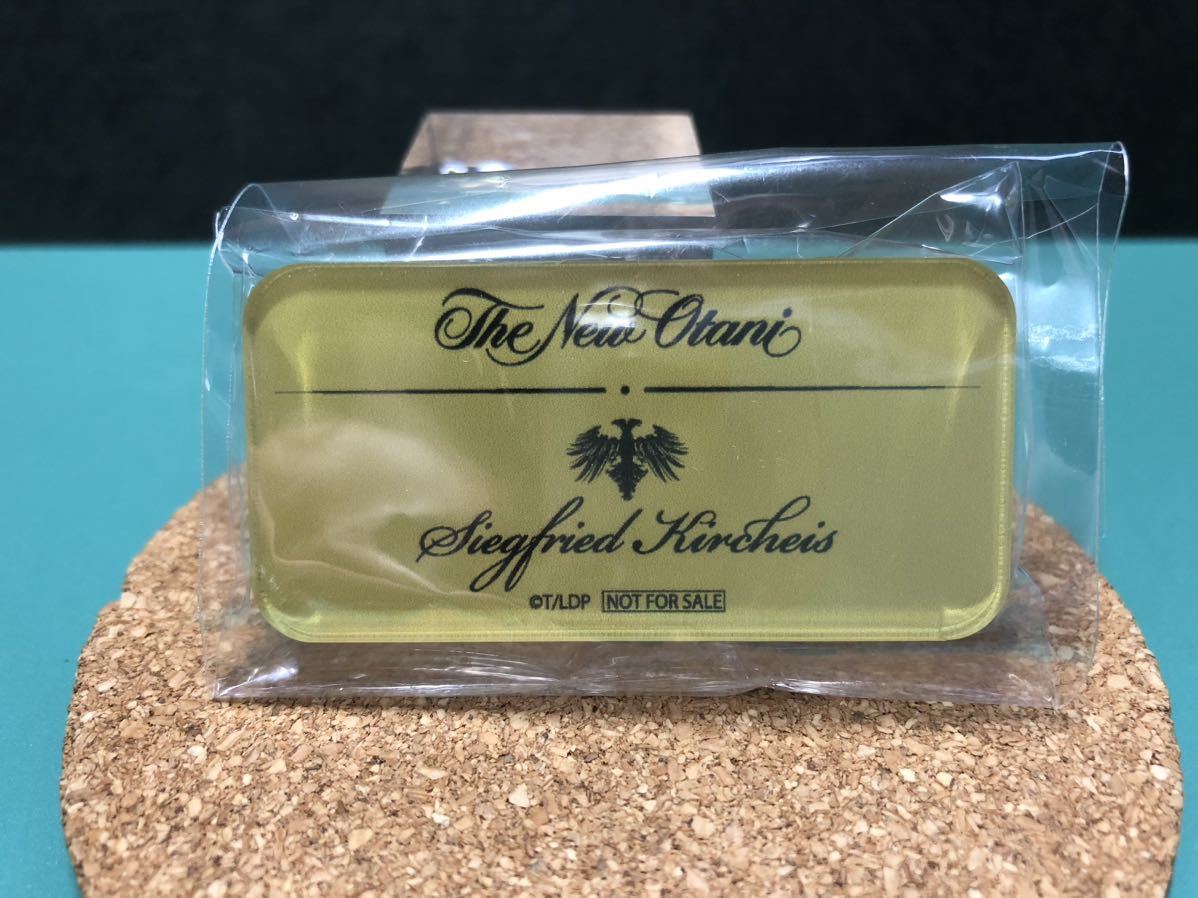 The New Otani
Siegfried Kircheis
©T/LDP NOT FOR SALE